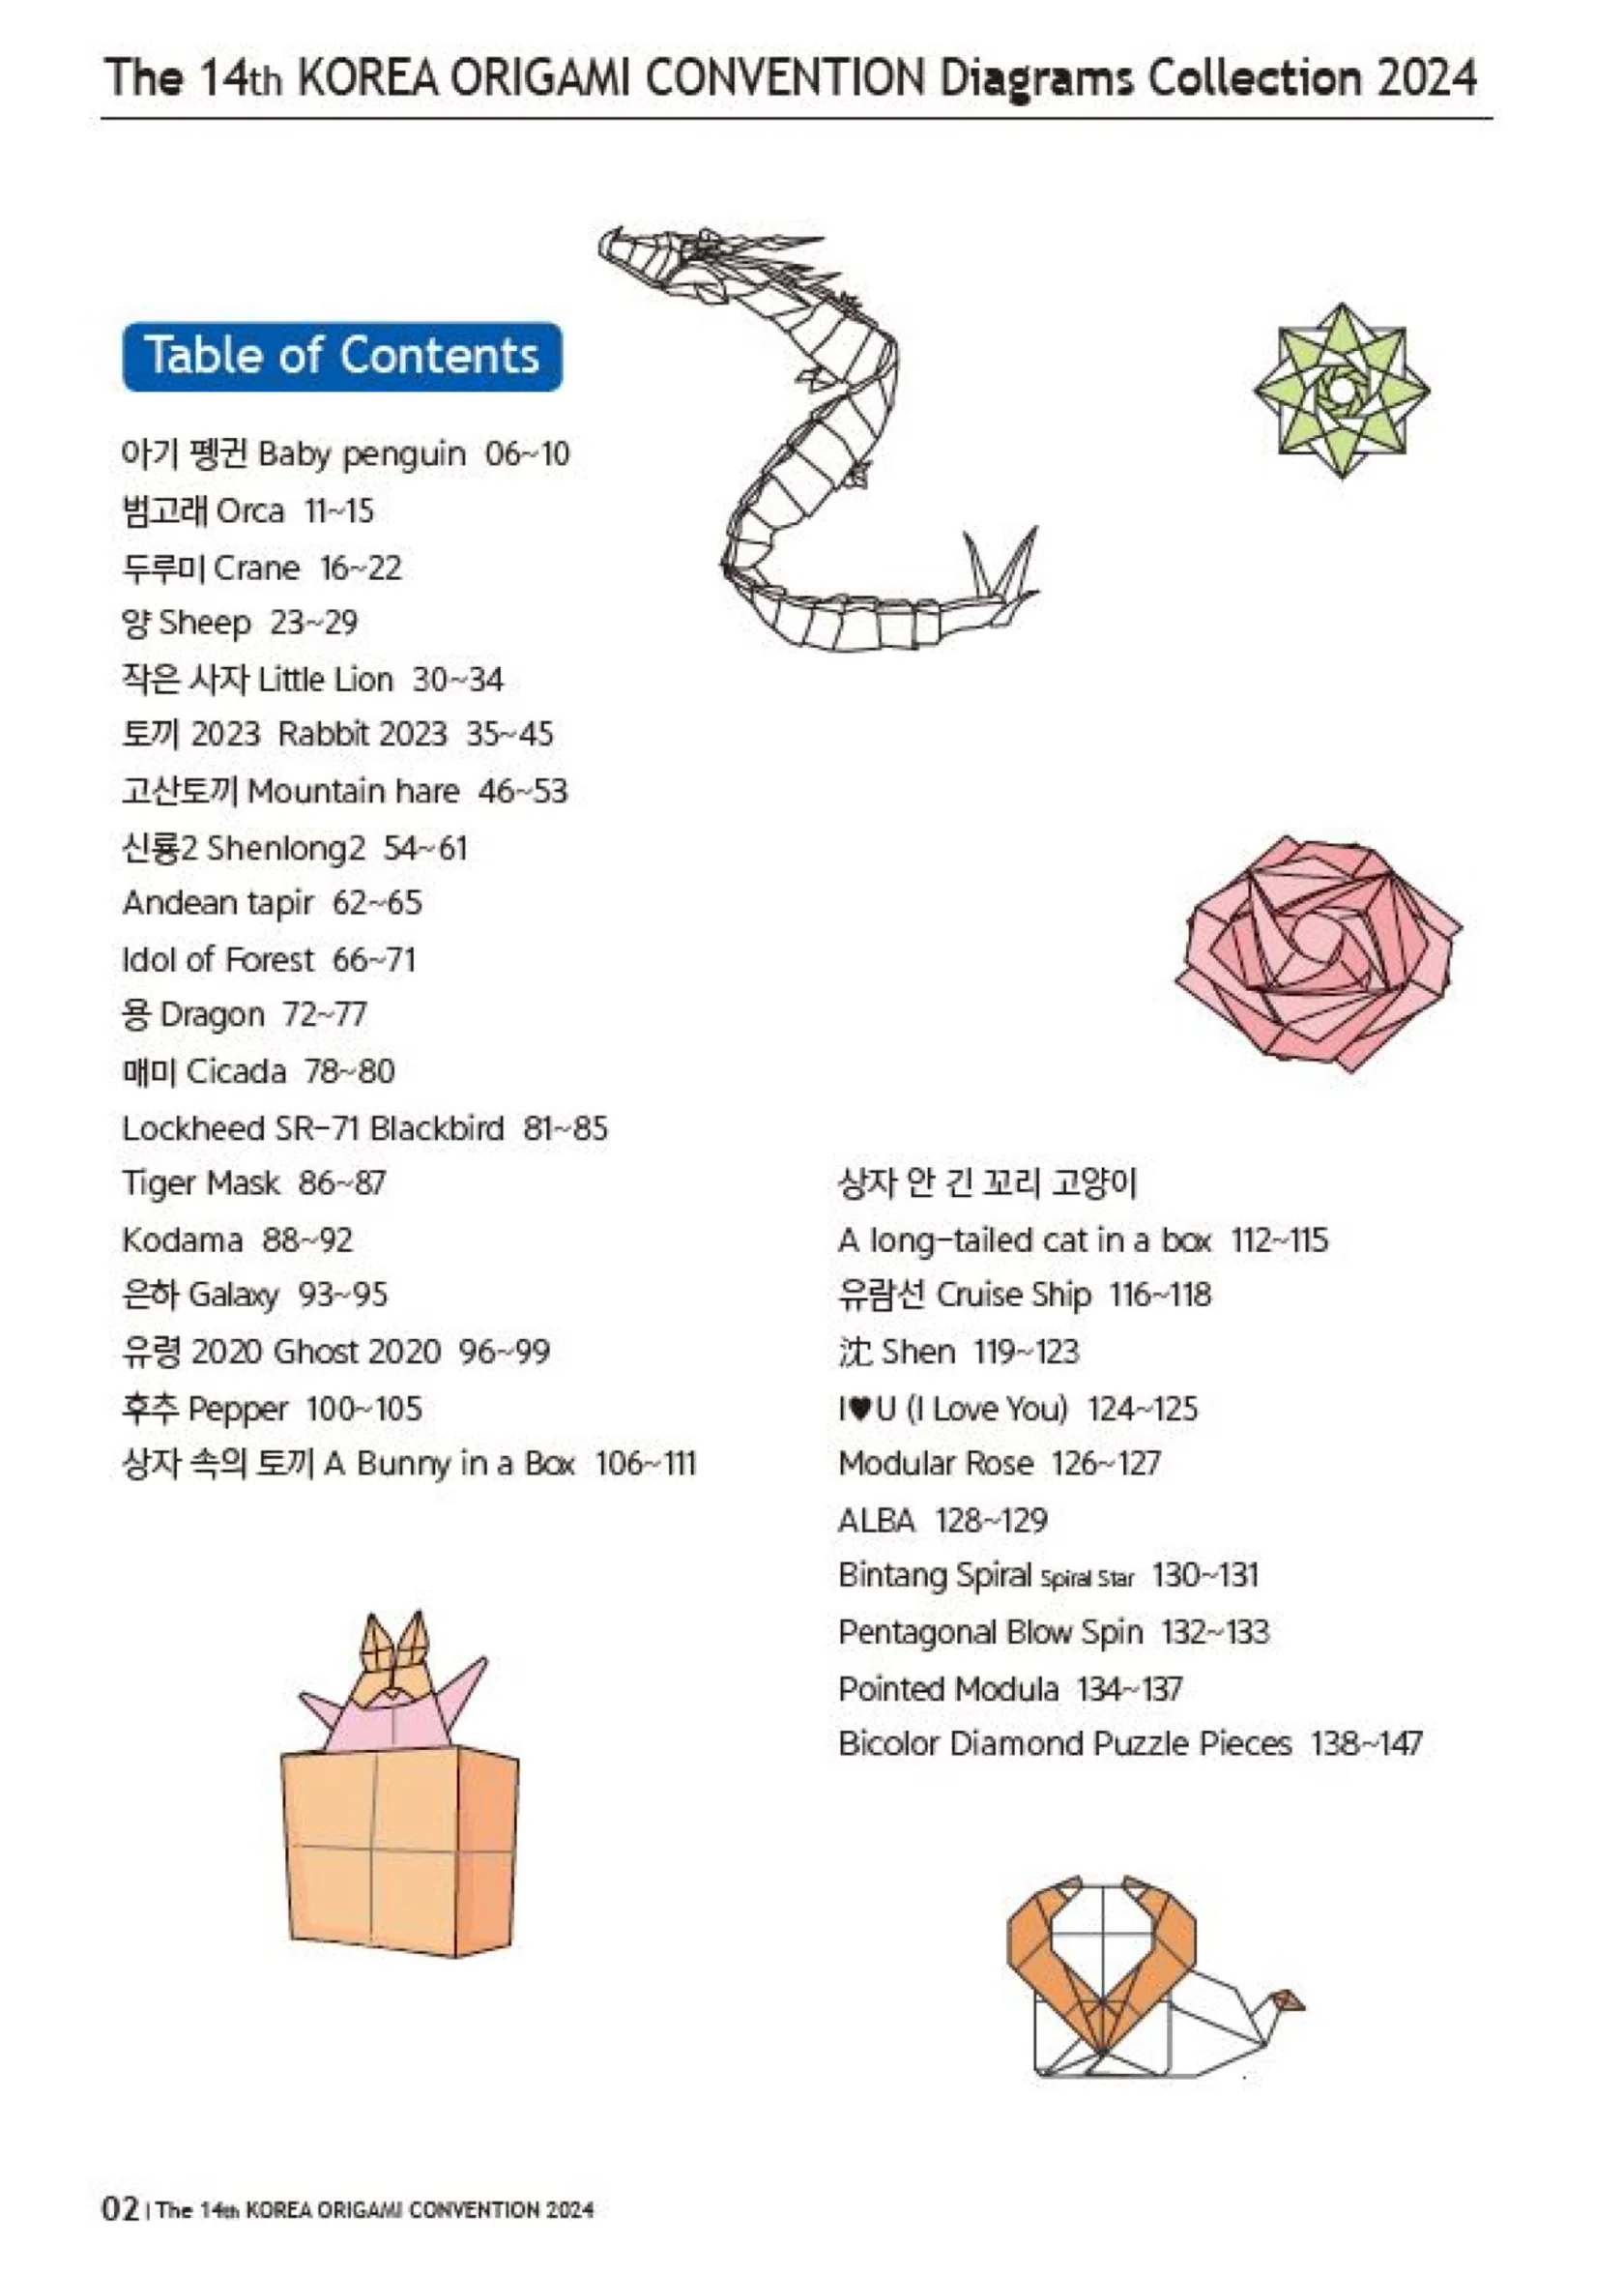 The 14th KOREA ORIGAMI CONVENTION Diagrams Collection 2024
Table of Contents
아기 펭귄 Baby penguin 06~10
범고래 Orca 11~15
두루미 Crane 16~22
양 Sheep 23~29
작은 사자 Little Lion 30~34
토끼 2023 Rabbit 2023 35~45
고산토끼 Mountain hare 46~53
신룡2 Shenlong2 54~61
Andean tapir 62~65
Idol of Forest 66~71
용 Dragon 72~77
매미 Cicada 78~80
Lockheed SR-71 Blackbird 81~85
Tiger Mask 86~87
Kodama 88~92
은하 Galaxy 93~95
유령 2020 Ghost 2020 96~99
후추 Pepper 100~105
상자 속의 토끼 A Bunny in a Box 106~111
상자 안 긴 꼬리 고양이
A long-tailed cat in a box 112~115
유람선 Cruise Ship 116~118
沈 Shen 119~123
I♥U (I Love You) 124~125
Modular Rose 126~127
ALBA 128~129
Bintang Spiral Spiral Star 130~131
Pentagonal Blow Spin 132~133
Pointed Modula 134~137
Bicolor Diamond Puzzle Pieces 138~147
02 | The 14th KOREA ORIGAMI CONVENTION 2024